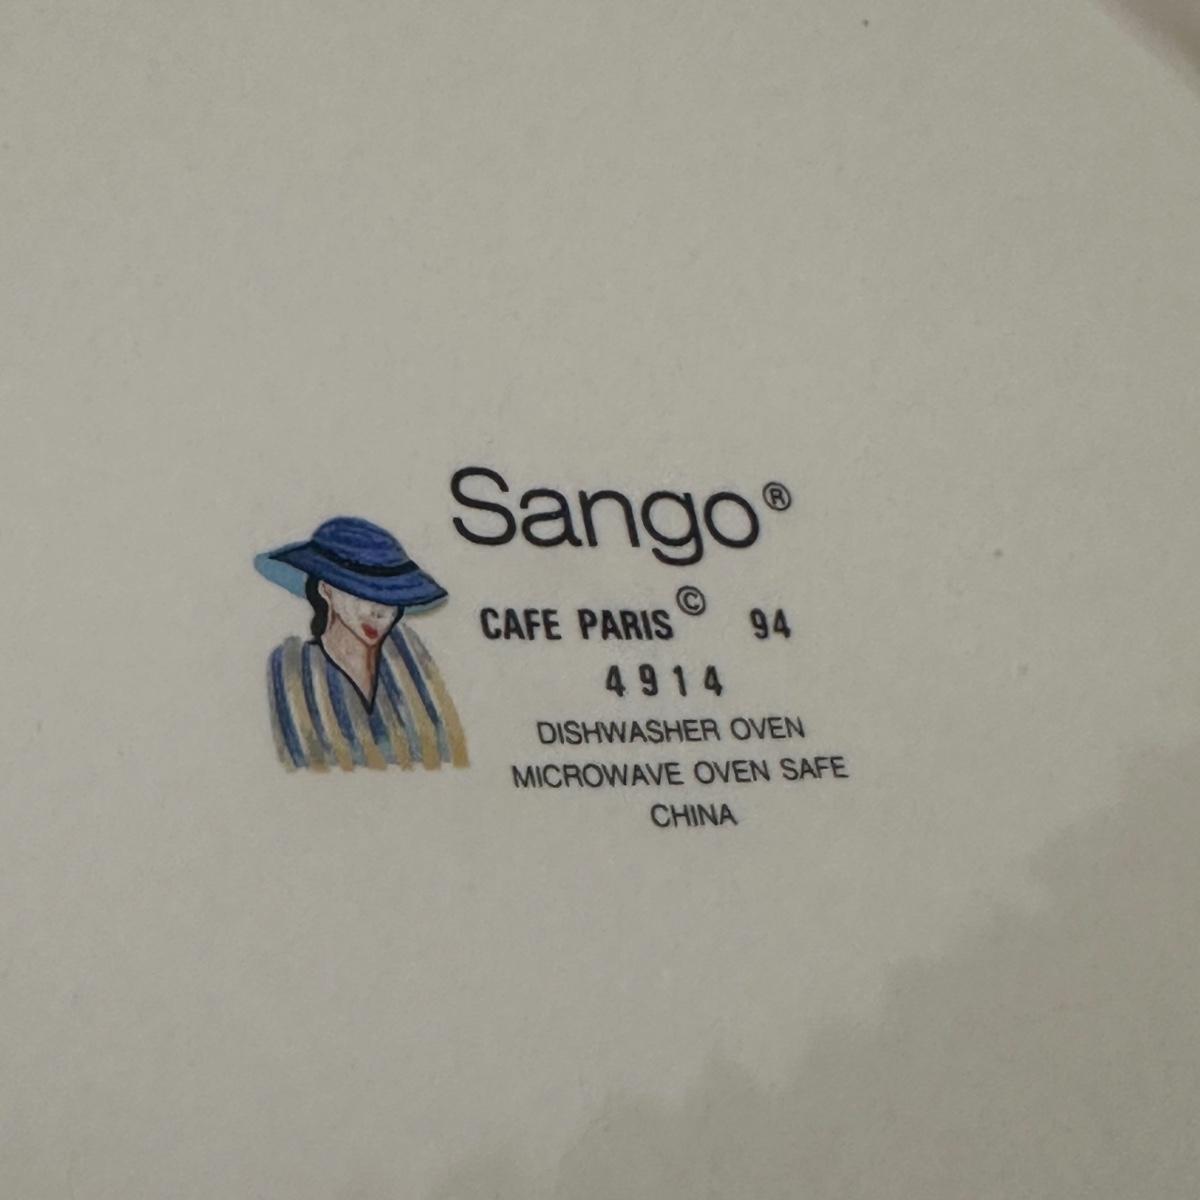 Sango®
CAFE PARIS© 94
4914
DISHWASHER OVEN
MICROWAVE OVEN SAFE
CHINA